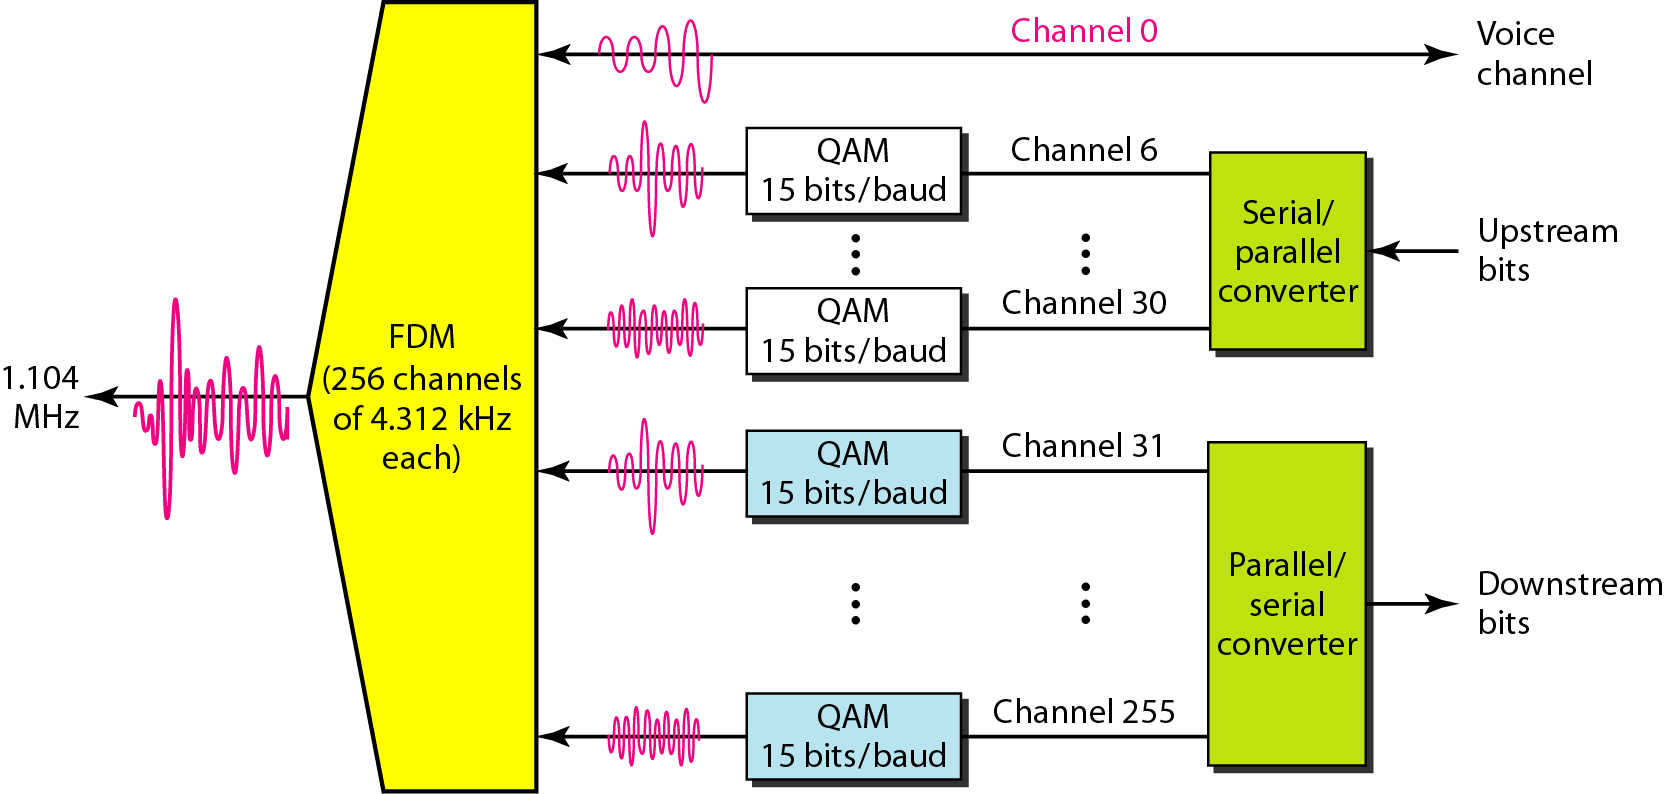 Channel 0
Voice
channel
QAM
15 bits/baud
Channel 6
Serial/
parallel
converter
Upstream
bits
QAM
15 bits/baud
Channel 30
FDM
(256 channels
of 4.312 kHz
each)
1.104
MHz
QAM
15 bits/baud
Channel 31
Parallel/
serial
converter
Downstream
bits
QAM
15 bits/baud
Channel 255